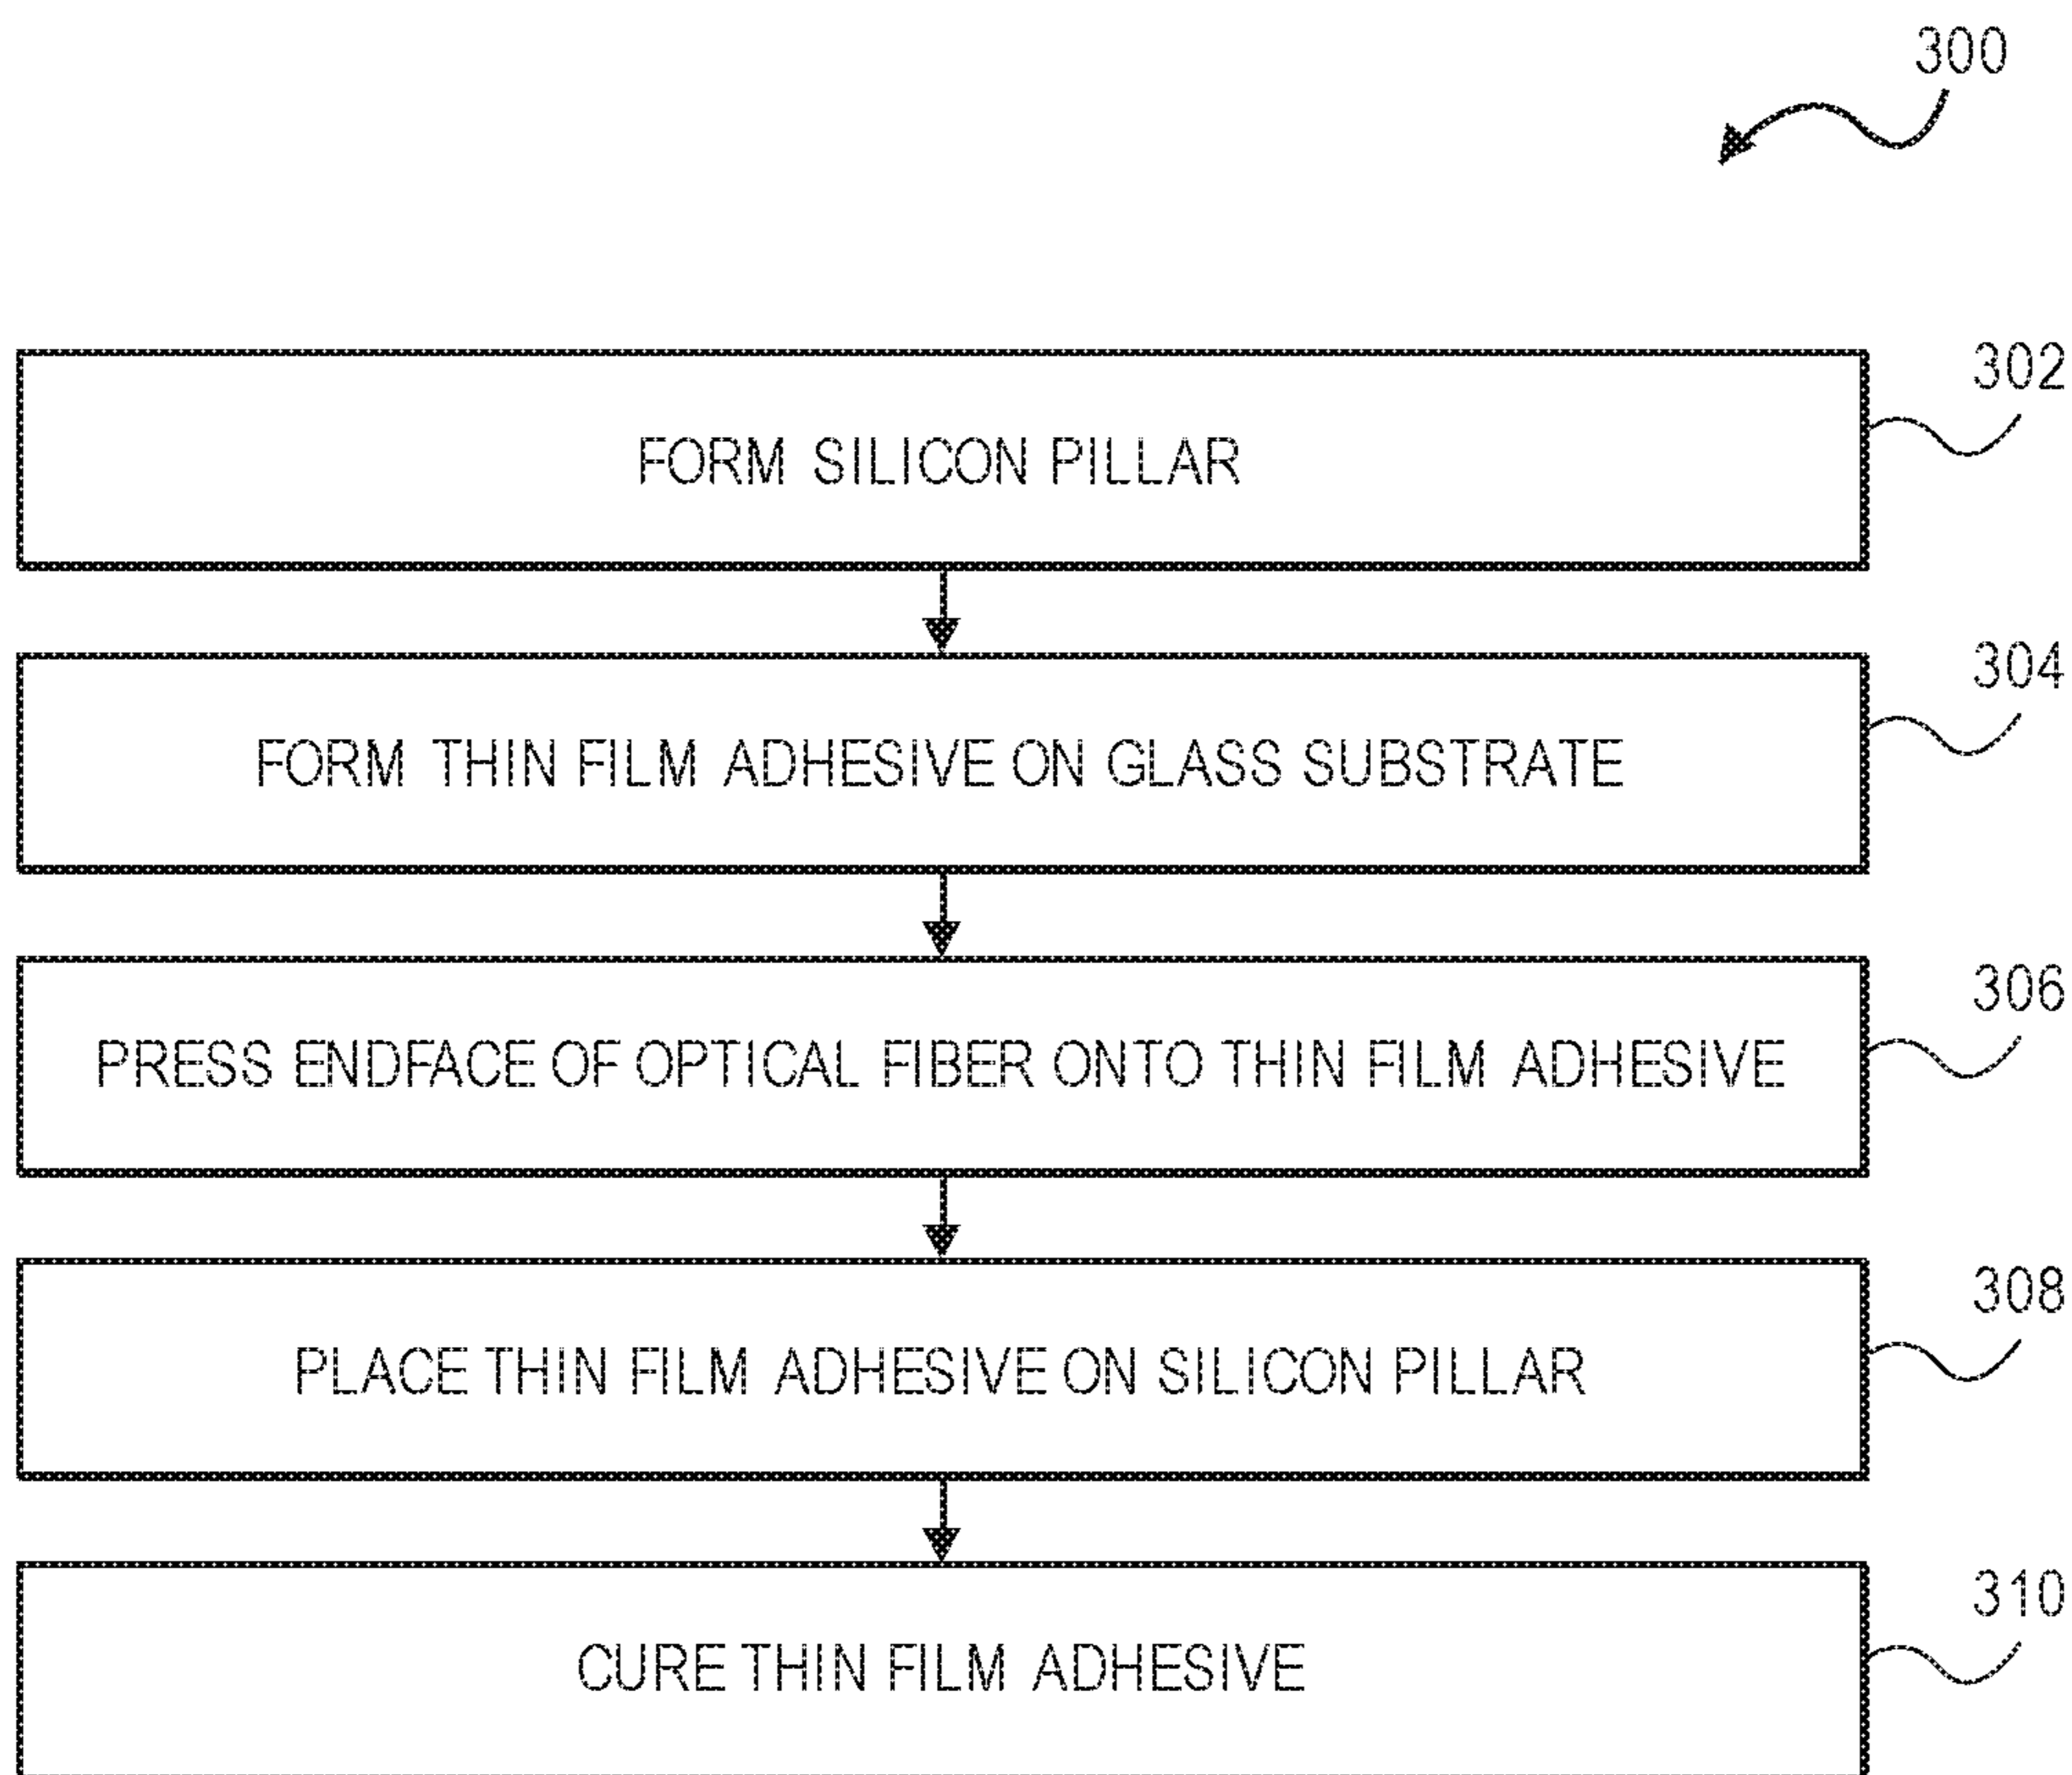 300
302
FORM SILICON PILLAR
304
FORM THIN FILM ADHESIVE ON GLASS SUBSTRATE
306
PRESS ENDFACE OF OPTICAL FIBER ONTO THIN FILM ADHESIVE
308
PLACE THIN FILM ADHESIVE ON SILICON PILLAR
310
CURE THIN FILM ADHESIVE